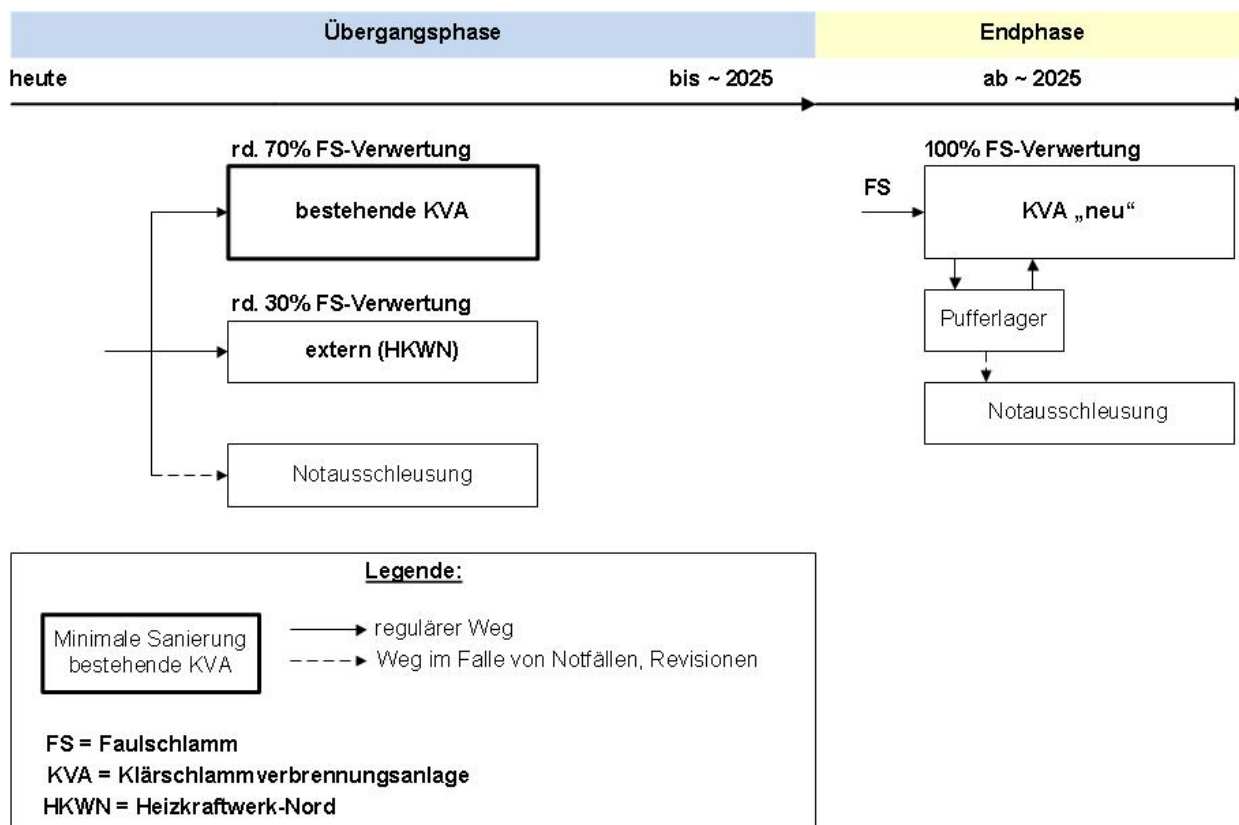 Übergangsphase
Endphase
heute
bis ~ 2025
ab ~ 2025
rd. 70% FS-Verwertung
bestehende KVA
rd. 30% FS-Verwertung
extern (HKWN)
Notausschleusung
100% FS-Verwertung
FS
KVA „neu“
Pufferlager
Notausschleusung
Legende:
Minimale Sanierung
bestehende KVA
regulärer Weg
Weg im Falle von Notfällen, Revisionen
FS = Faulschlamm
KVA = Klärschlammverbrennungsanlage
HKWN = Heizkraftwerk-Nord